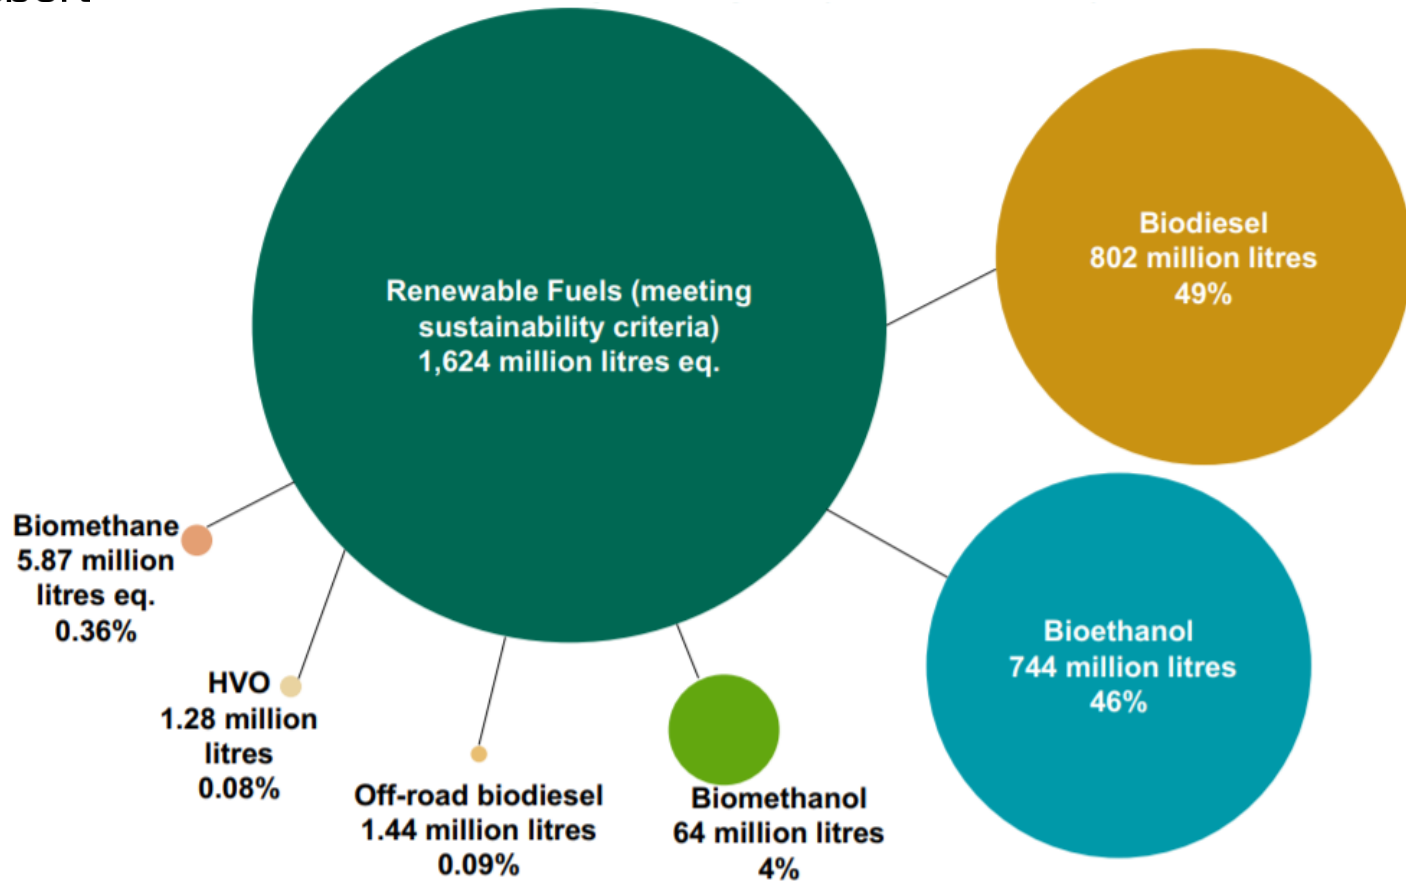 Renewable Fuels (meeting
sustainability criteria)
1,624 million litres eq.
Biodiesel
802 million litres
49%
Bioethanol
744 million litres
46%
Biomethane
5.87 million
litres eq.
0.36%
HVO
1.28 million
litres
0.08%
Off-road biodiesel
1.44 million litres
0.09%
Biomethanol
64 million litres
4%